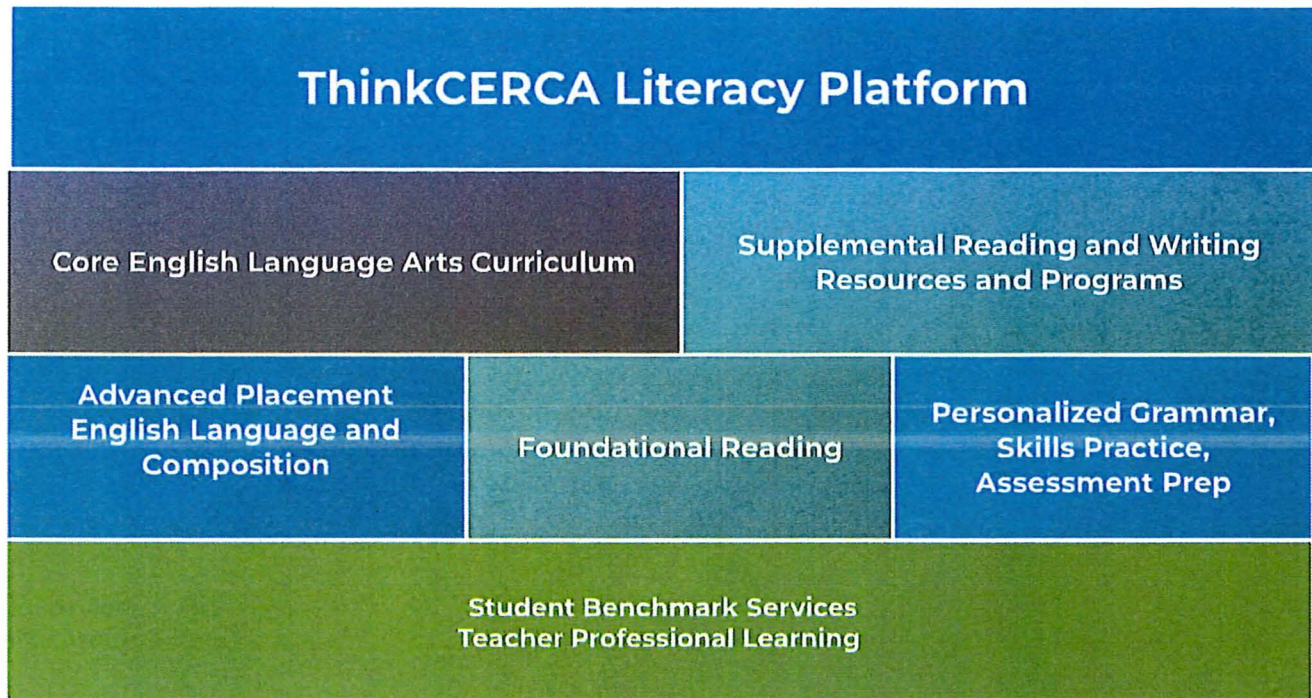 ThinkCERCA Literacy Platform
Core English Language Arts Curriculum
Supplemental Reading and Writing
Resources and Programs
Advanced Placement
English Language and
Composition
Foundational Reading
Personalized Grammar,
Skills Practice,
Assessment Prep
Student Benchmark Services
Teacher Professional Learning